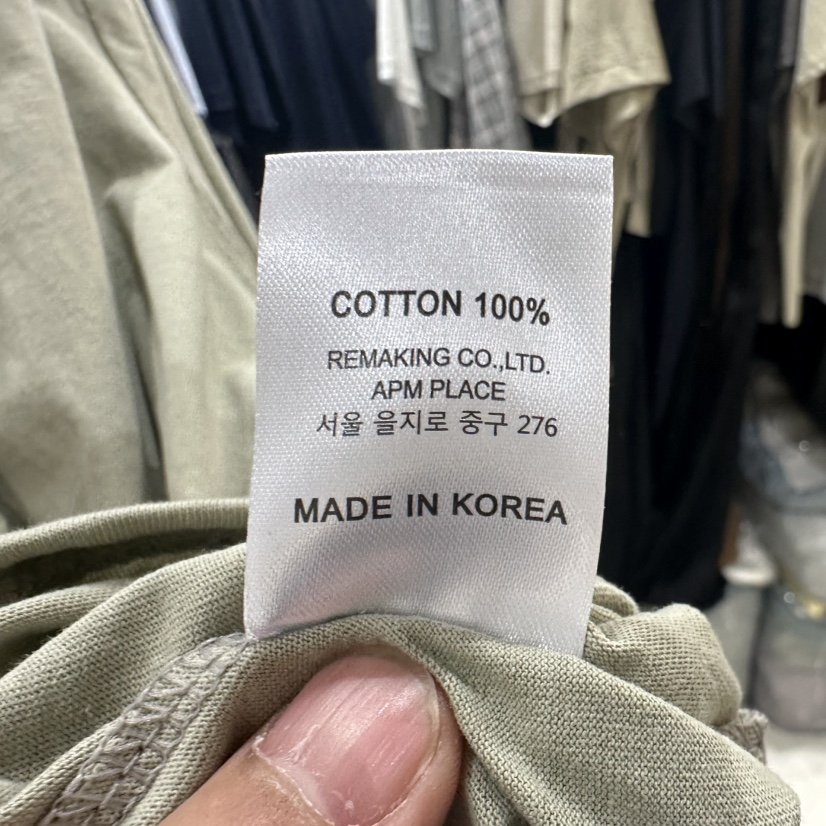 COTTON 100%
REMAKING CO.,LTD.
APM PLACE
서울 을지로 중구 276
MADE IN KOREA